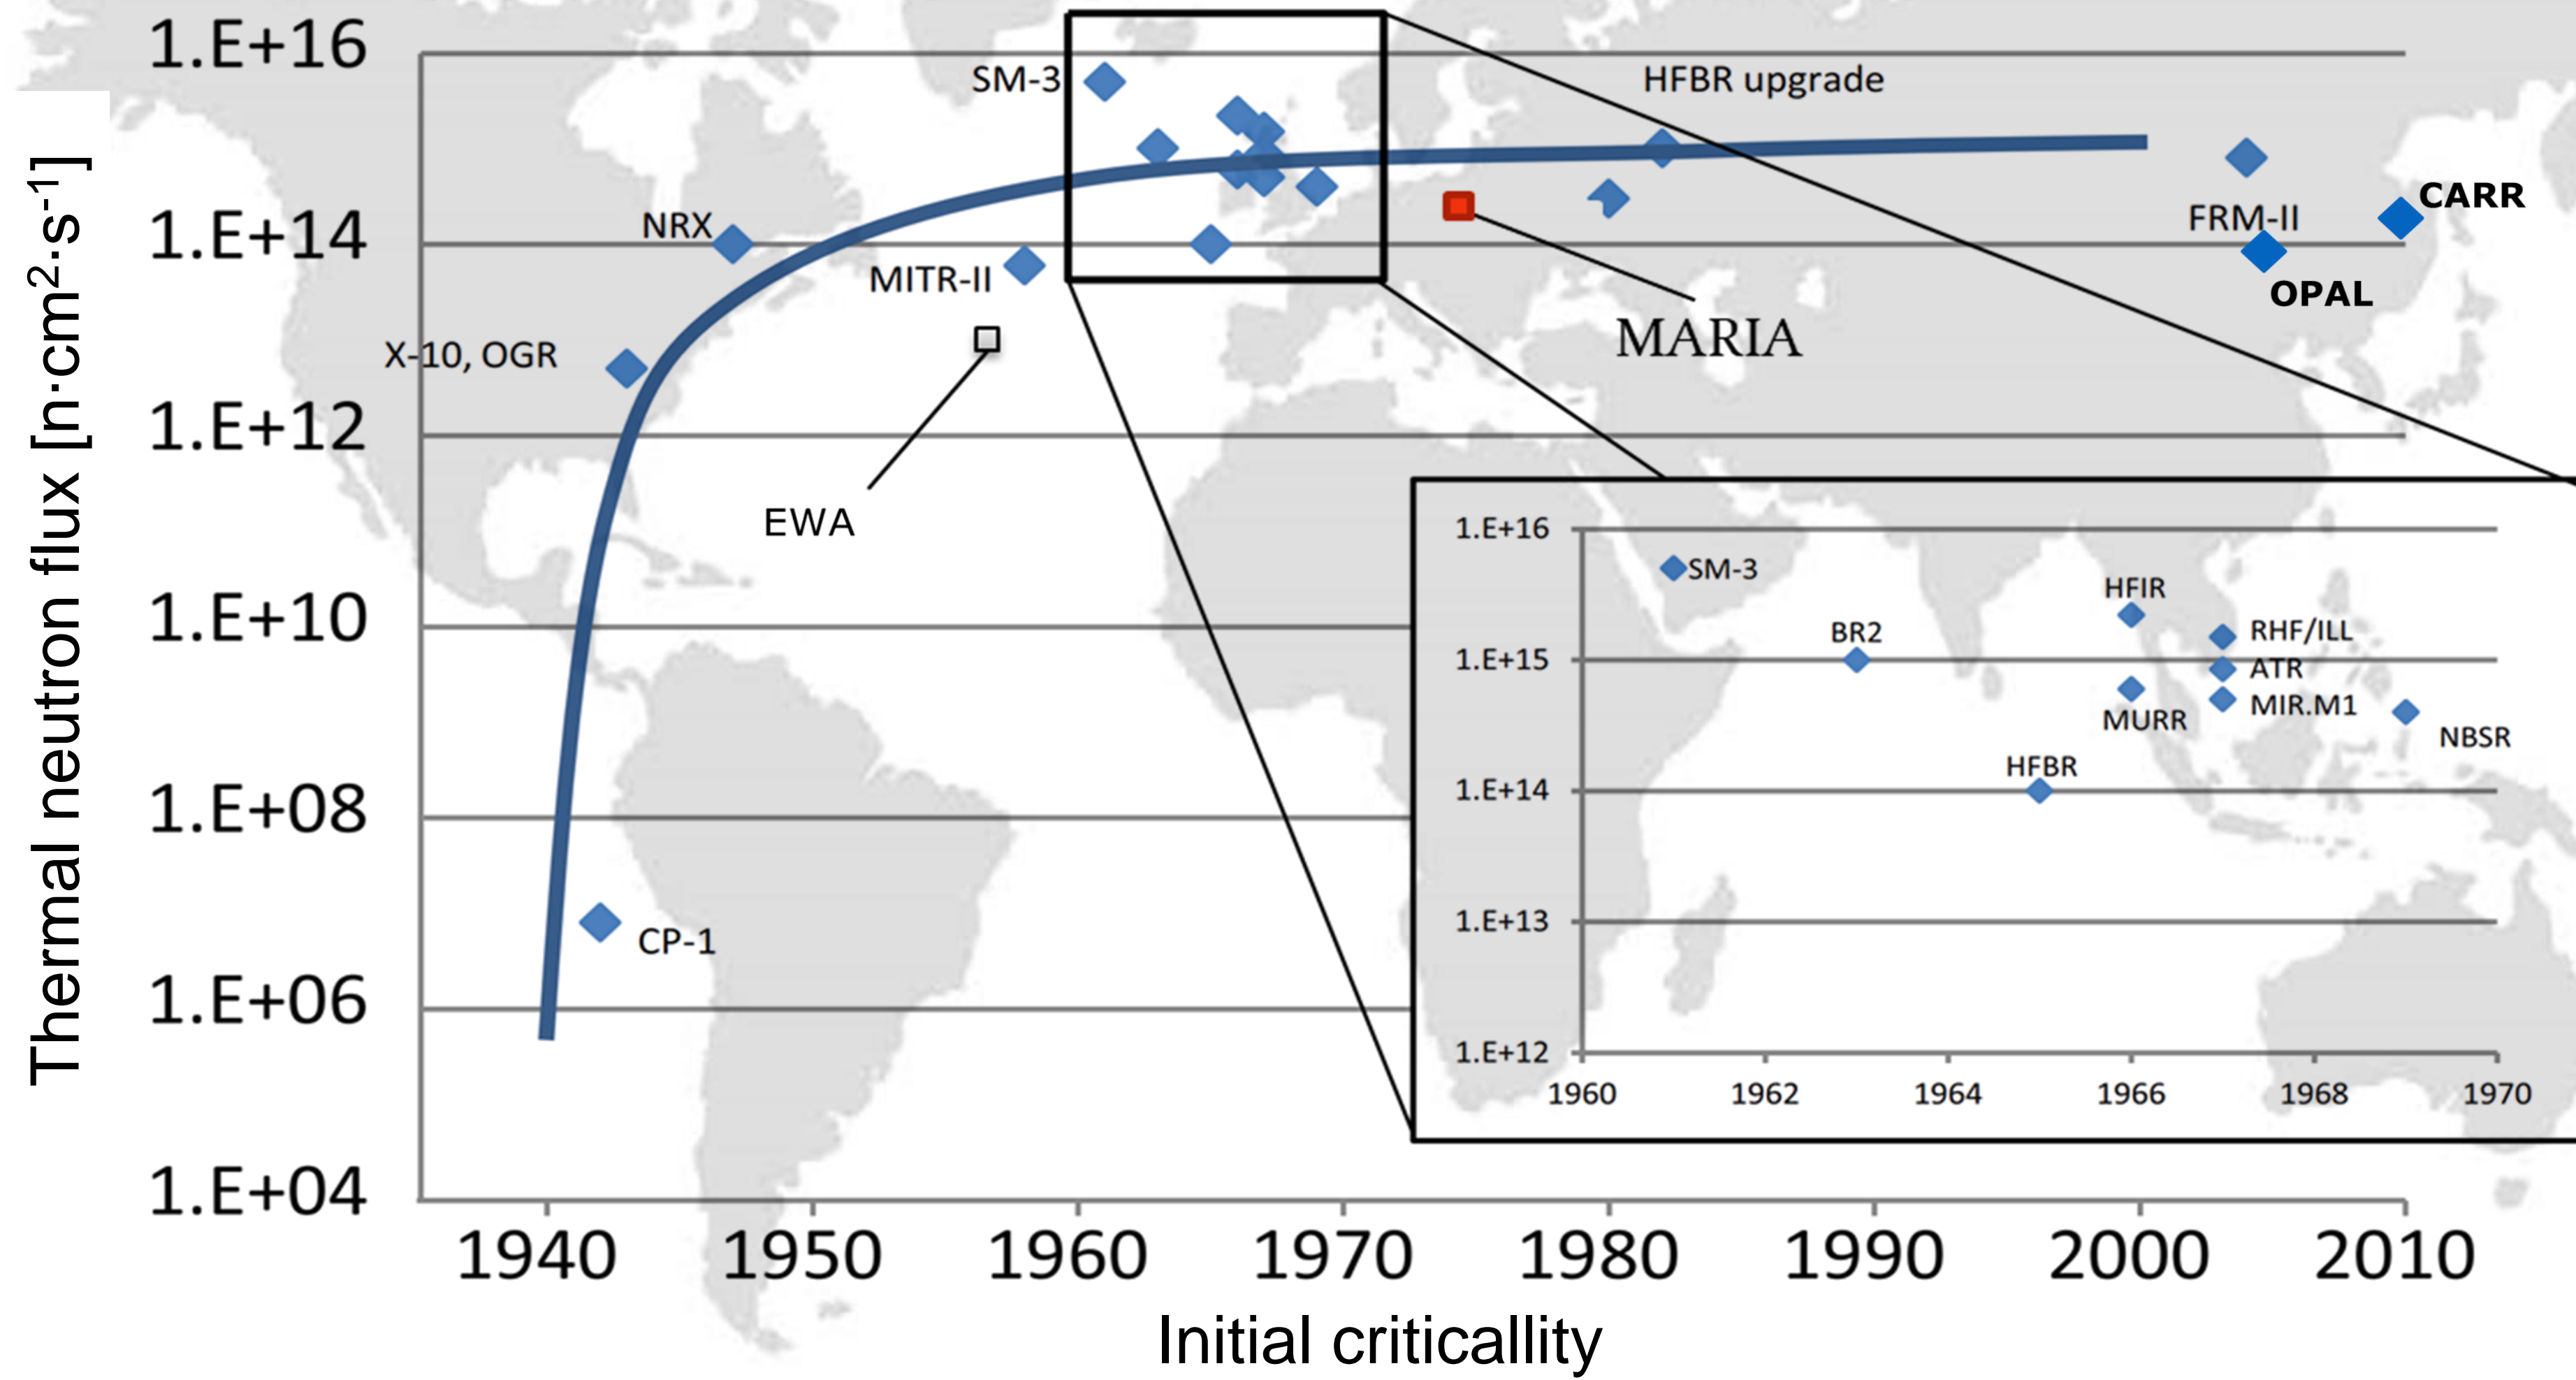 Thermal neutron flux [n·cm²·s⁻¹]
1.E+16
1.E+14
1.E+12
1.E+10
1.E+08
1.E+06
1.E+04
SM-3
HFBR upgrade
NRX
MITR-II
CARR
FRM-II
OPAL
MARIA
X-10, OGR
EWA
CP-1
1.E+16
1.E+15
1.E+14
1.E+13
1.E+12
SM-3
HFIR
BR2
RHF/ILL
ATR
MIR.M1
MURR
NBSR
HFBR
1960 1962 1964 1966 1968 1970
1940 1950 1960 1970 1980 1990 2000 2010
Initial criticallity